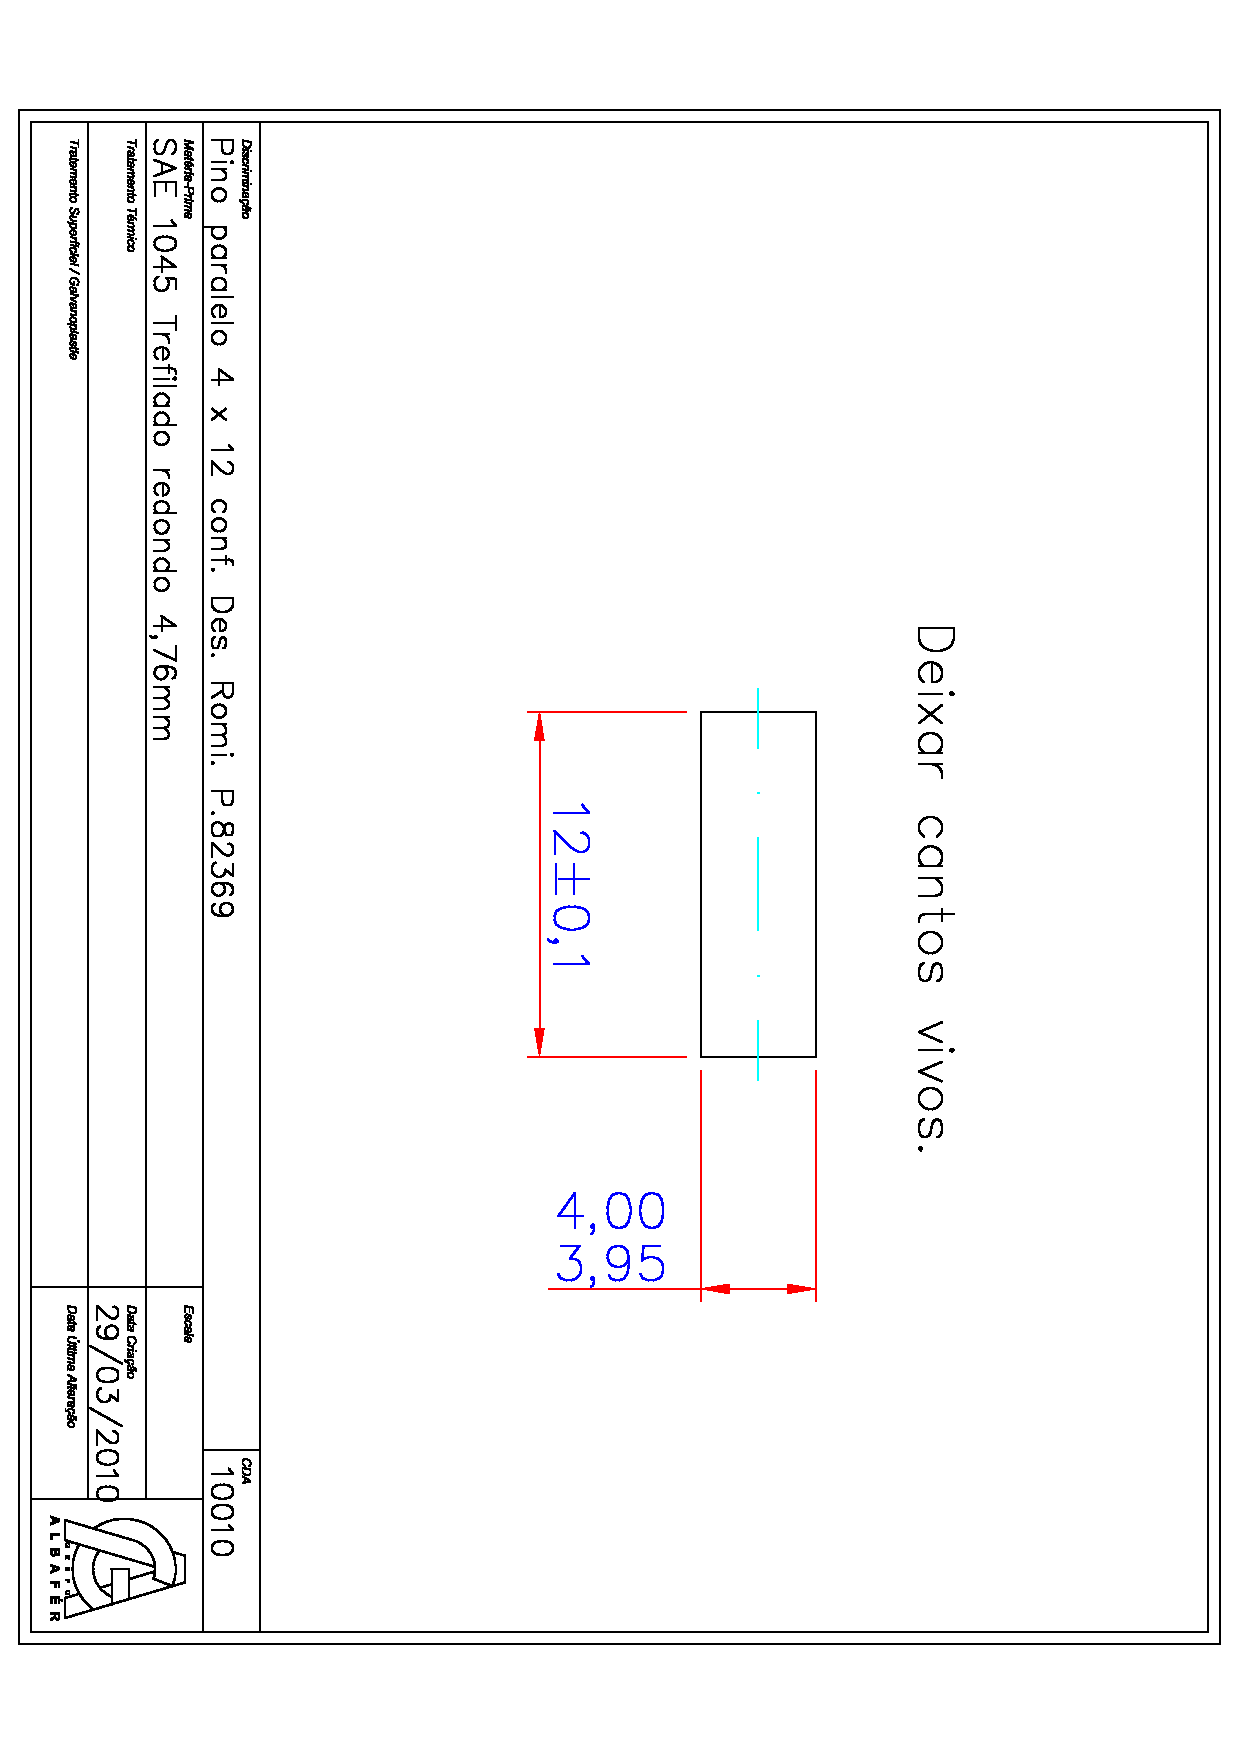 Deixar cantos vivos.
12±0,1
4,00
3,95
Discriminação
Pino paralelo 4 x 12 conf. Des. Romi. P.82369
CDA
10010
Matéria-Prima
SAE 1045 Trefilado redondo 4,76mm
Escala
Tratamento Térmico
Data Criação
29/03/2010
Tratamento Superficial / Galvanoplastia
Data Última Alteração
GRUPO
ALBAFÉR